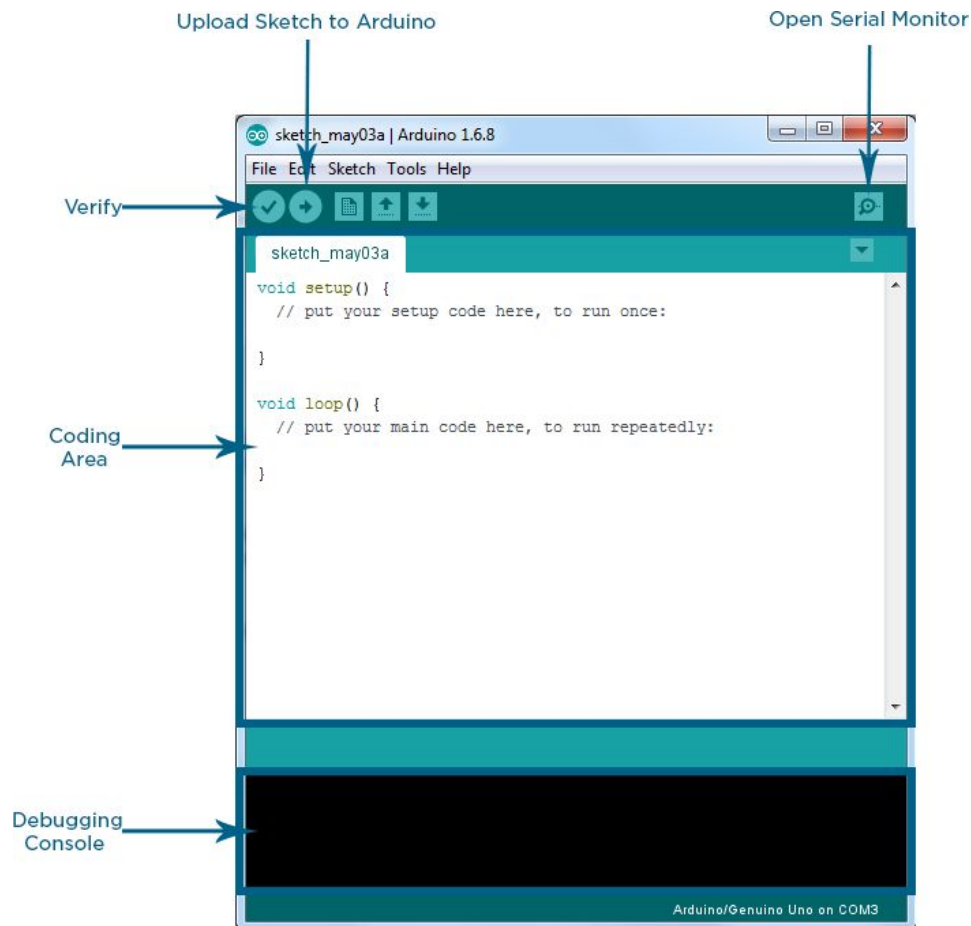 Upload Sketch to Arduino
Open Serial Monitor
sketch_may03a | Arduino 1.6.8
File Edit Sketch Tools Help
Verify
sketch_may03a
void setup() {
// put your setup code here, to run once:
}
void loop() {
// put your main code here, to run repeatedly:
}
Coding
Area
Debugging
Console
Arduino/Genuino Uno on COM3